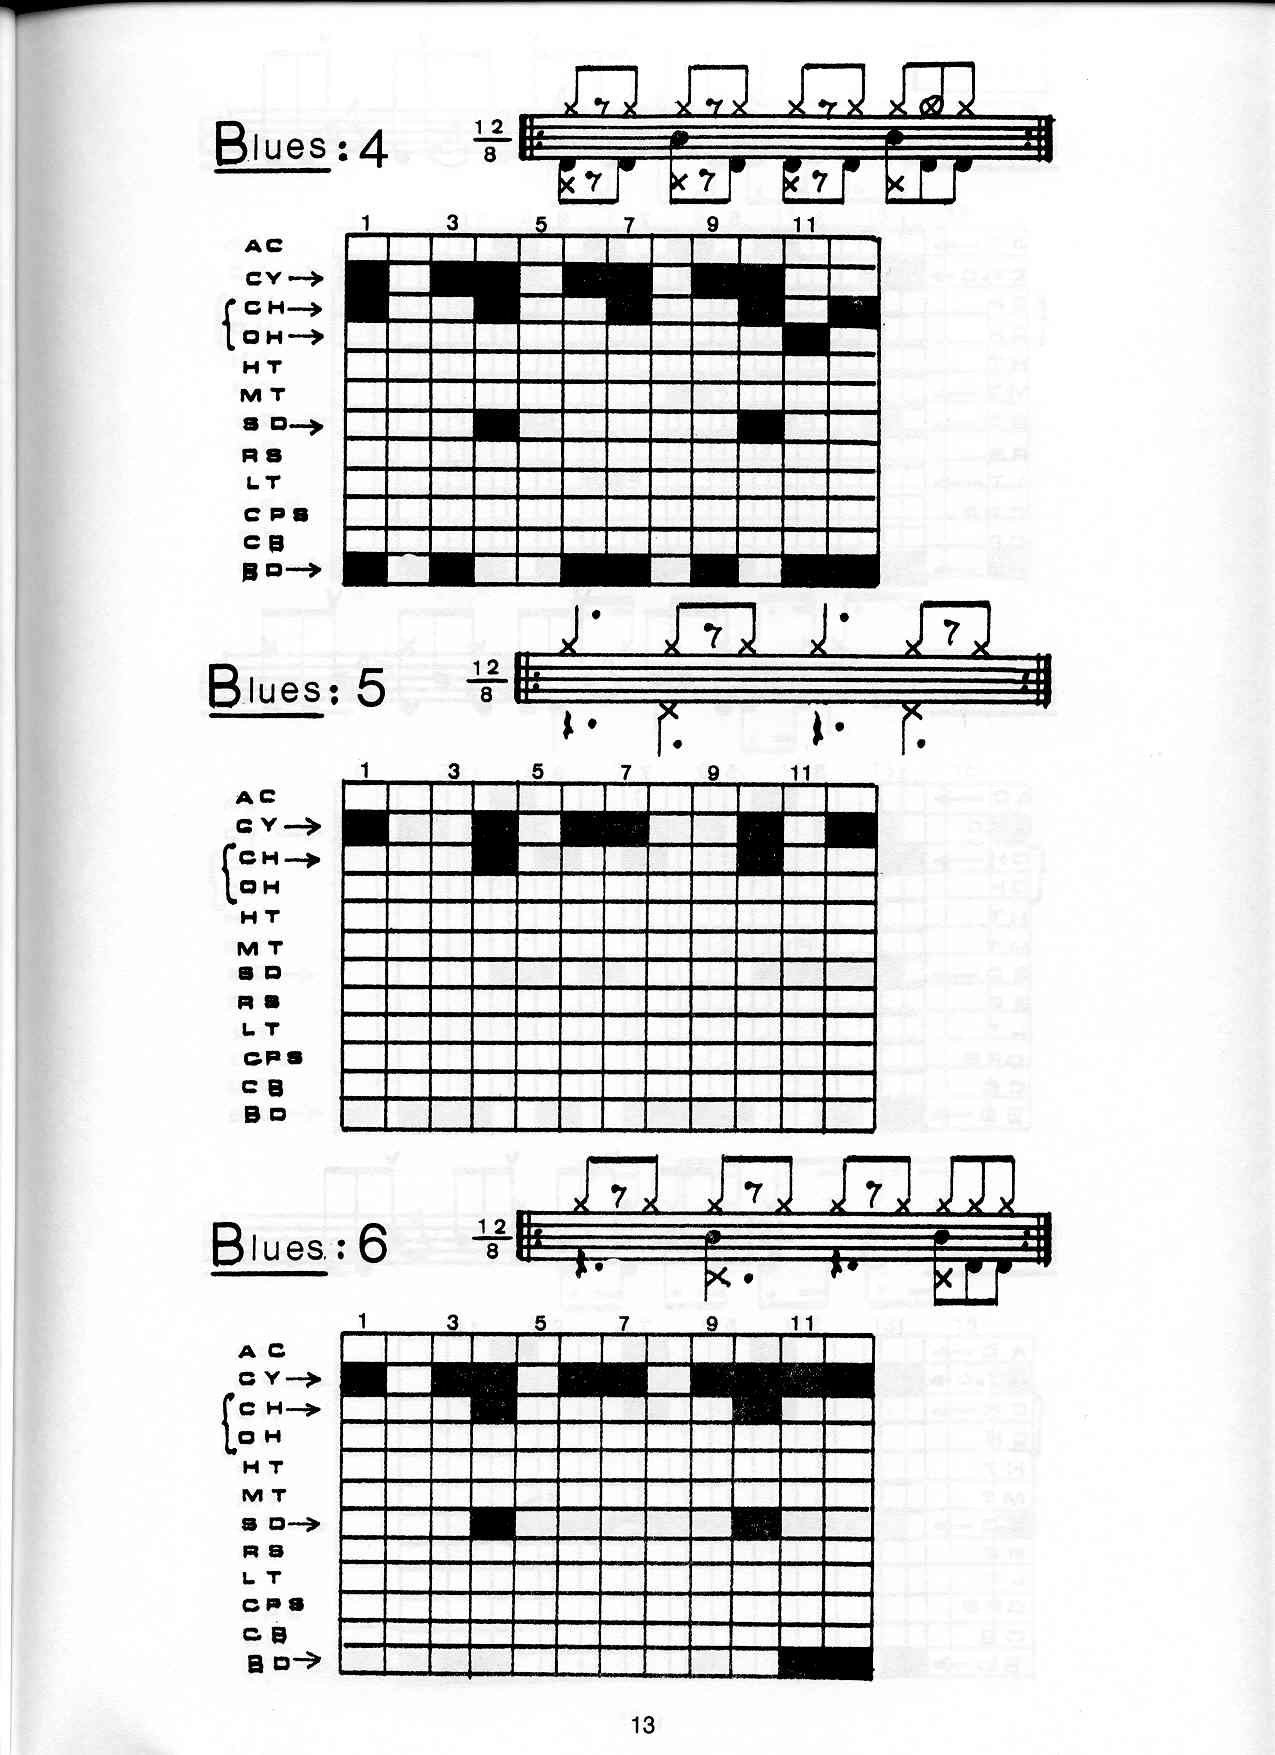 Blues: 4
12
8
1 3 5 7 9 11
AC
CY→
CH→
OH→
HT
MT
SD→
RS
LT
CPS
CB
BD→
Blues: 5
12
8
1 3 5 7 9 11
AC
CY→
CH→
OH
HT
MT
SD
RS
LT
CPS
CB
BD
Blues: 6
12
8
1 3 5 7 9 11
AC
CY→
CH→
OH
HT
MT
SD→
RS
LT
CPS
CB
BD→
13